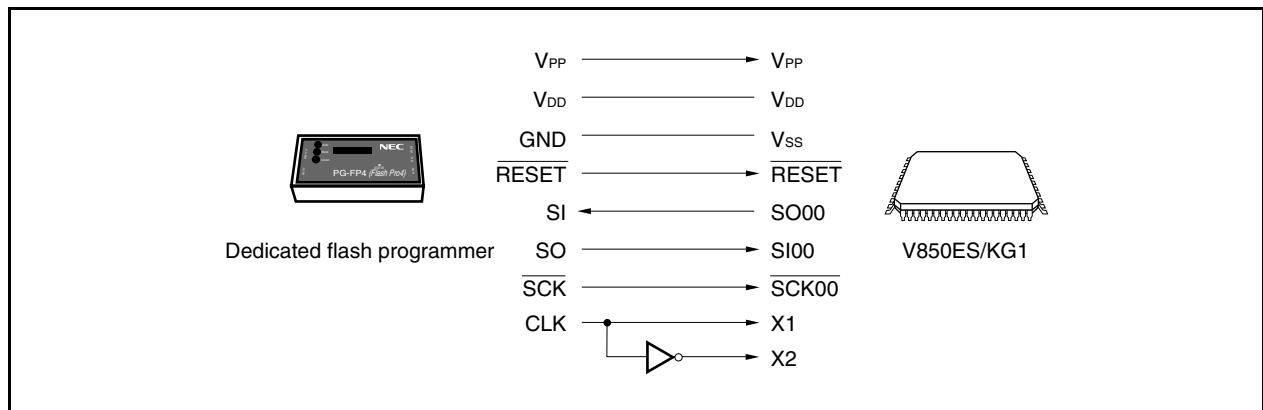 VPP VPP
VDD VDD
GND VSS
RESET RESET
SI SO00
SO SI00
SCK SCK00
CLK X1
X2
NEC
PG-FP4 (Flash Pro4)
Dedicated flash programmer
V850ES/KG1